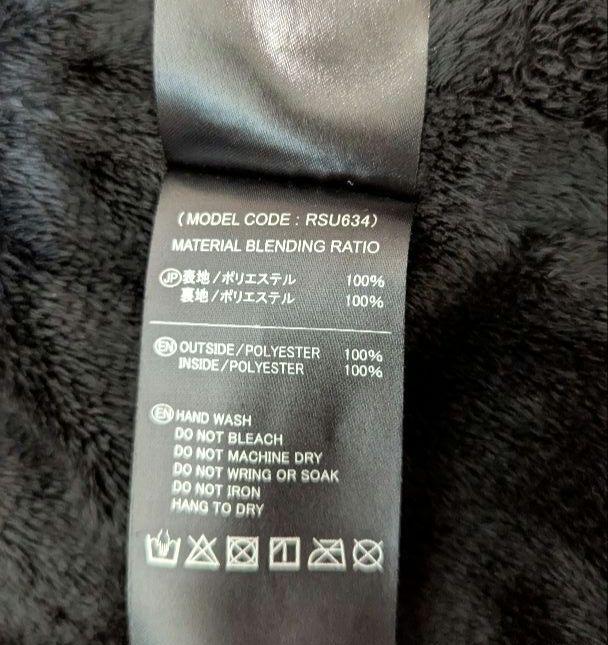 (MODEL CODE : RSU634)
MATERIAL BLENDING RATIO
JP 表地/ポリエステル 100%
裏地/ポリエステル 100%
EN OUTSIDE/POLYESTER 100%
INSIDE/POLYESTER 100%
EN HAND WASH
DO NOT BLEACH
DO NOT MACHINE DRY
DO NOT WRING OR SOAK
DO NOT IRON
HANG TO DRY